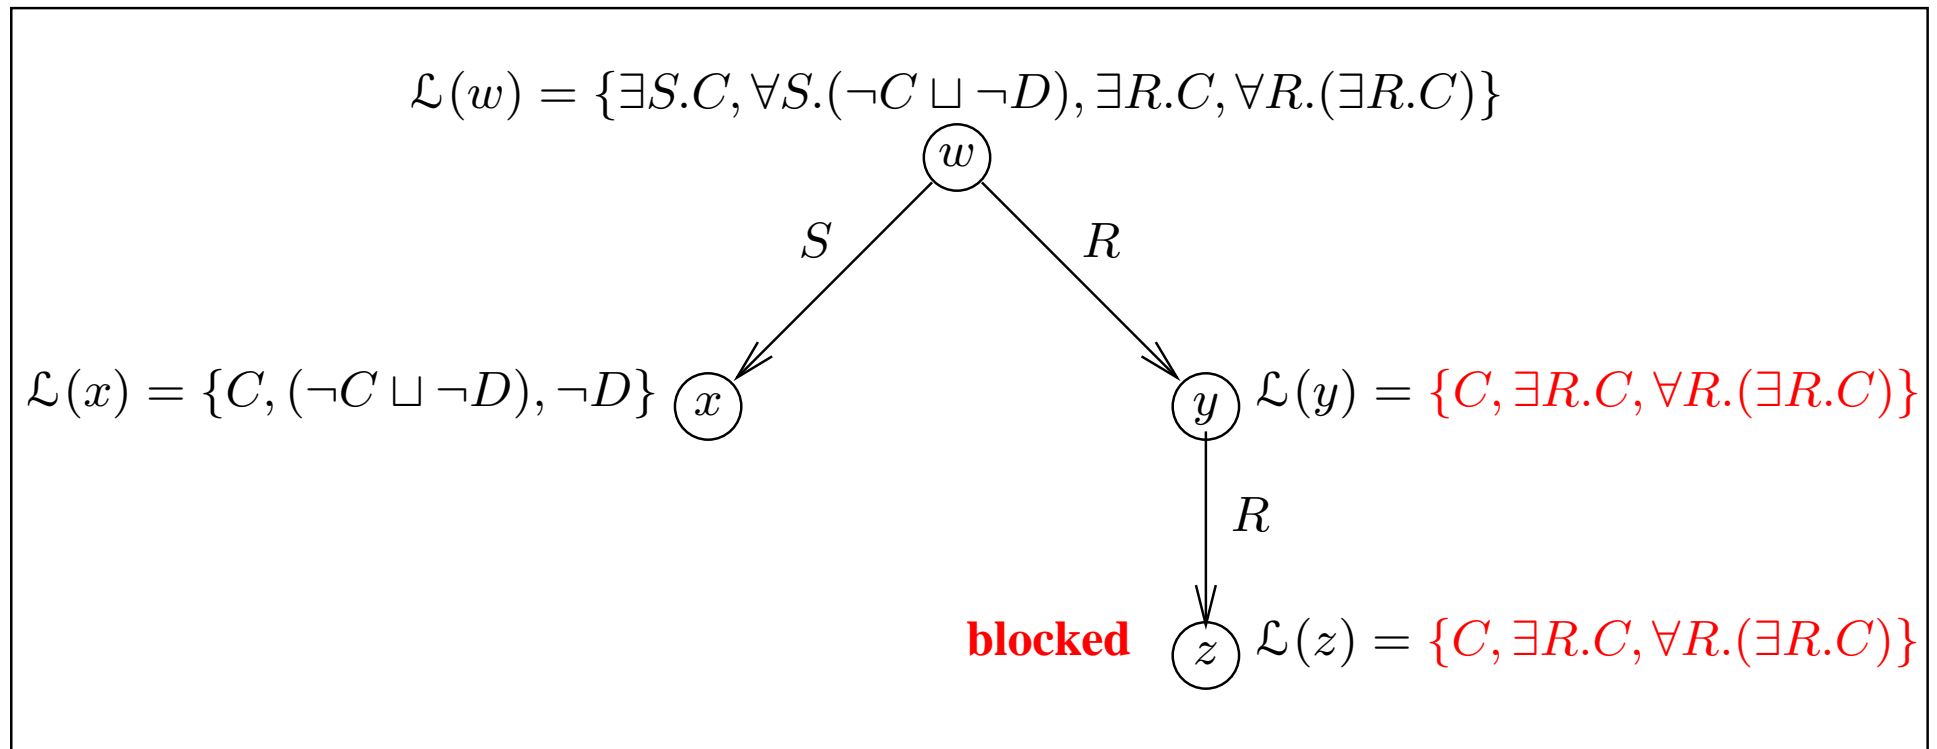 ℒ(w) = {∃S.C, ∀S.(¬C ⊔ ¬D), ∃R.C, ∀R.(∃R.C)}
w
S R
ℒ(x) = {C, (¬C ⊔ ¬D), ¬D} x y ℒ(y) = {C, ∃R.C, ∀R.(∃R.C)}
R
blocked z ℒ(z) = {C, ∃R.C, ∀R.(∃R.C)}